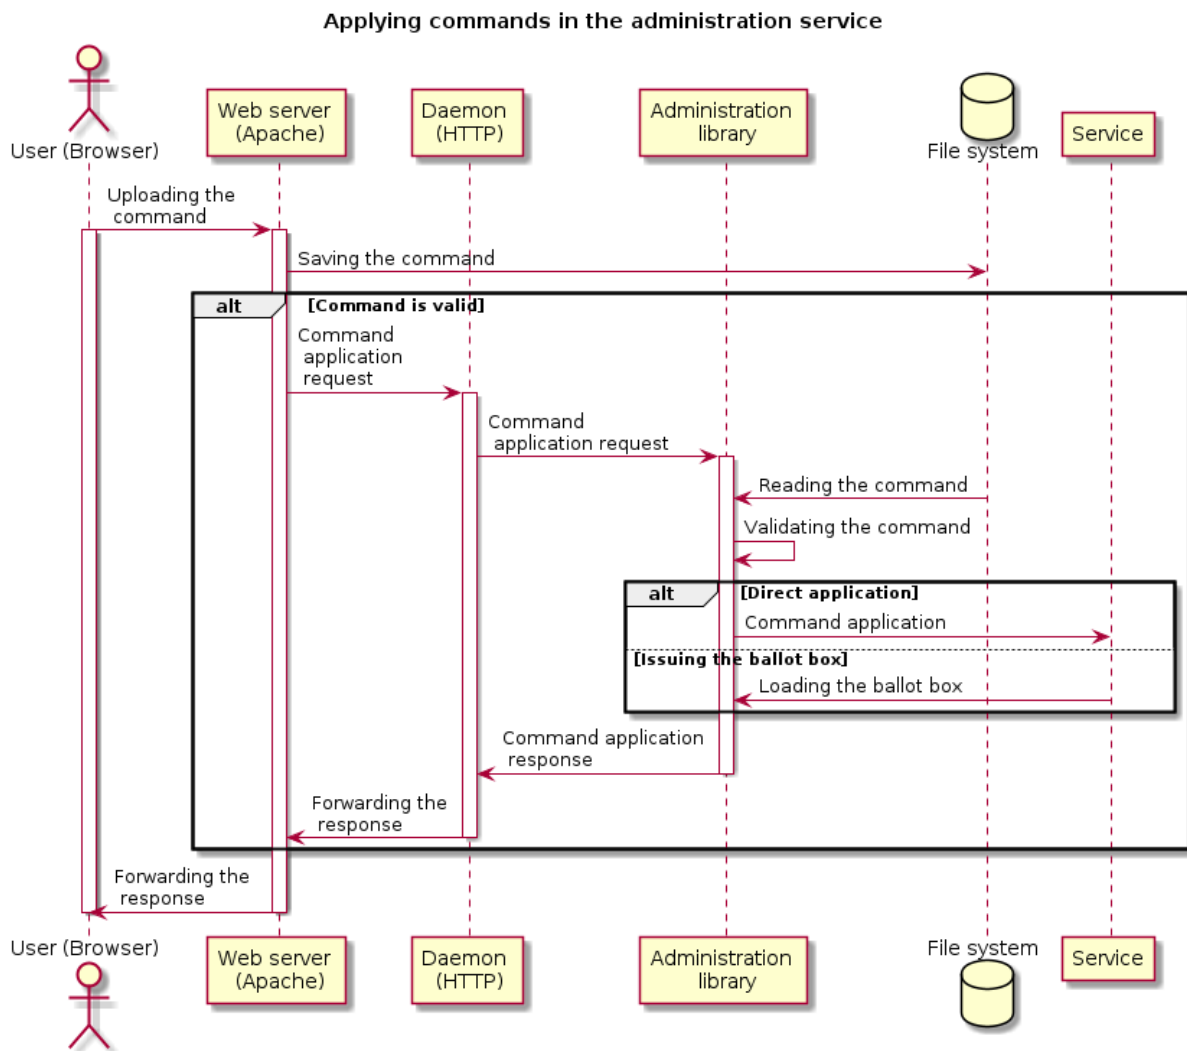 Applying commands in the administration service
User (Browser)
Web server
(Apache)
Daemon
(HTTP)
Administration
library
File system
Service
Uploading the
command
Saving the command
alt
[Command is valid]
Command
application
request
Command
application request
Reading the command
Validating the command
alt
[Direct application]
Command application
[Issuing the ballot box]
Loading the ballot box
Command application
response
Forwarding the
response
Forwarding the
response
User (Browser)
Web server
(Apache)
Daemon
(HTTP)
Administration
library
File system
Service